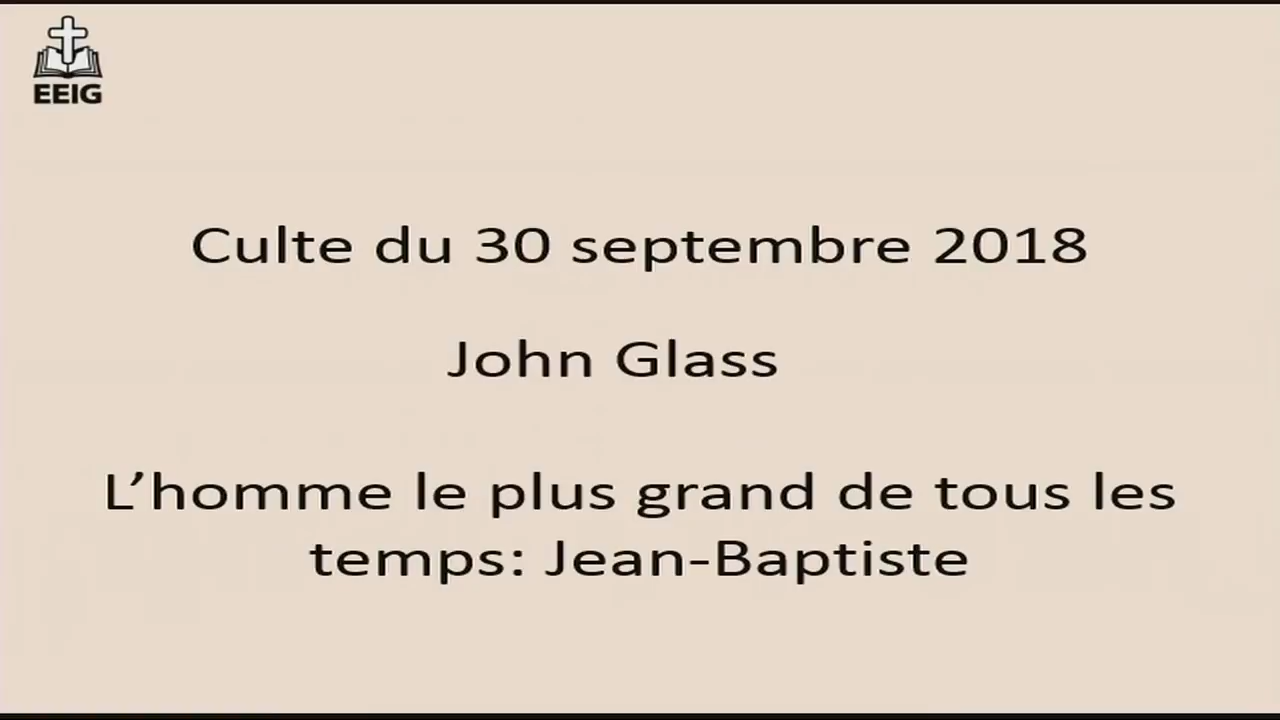 EEIG
Culte du 30 septembre 2018
John Glass
L’homme le plus grand de tous les
temps: Jean-Baptiste